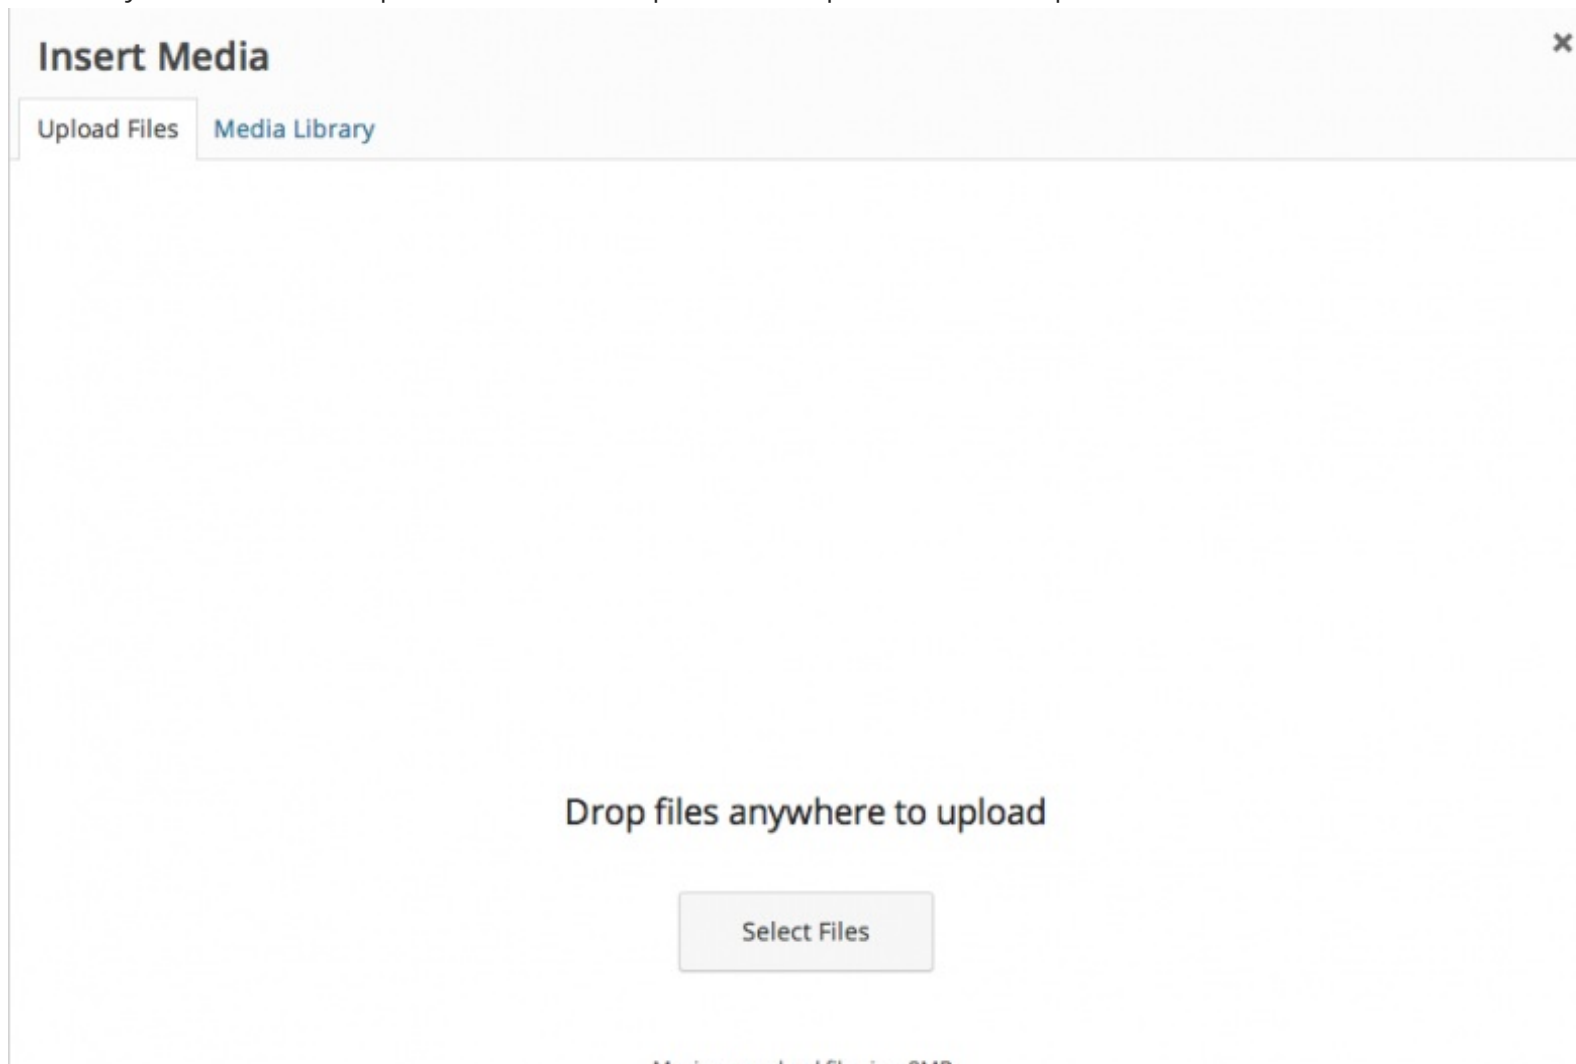 Insert Media
×
Upload Files Media Library
Drop files anywhere to upload
Select Files